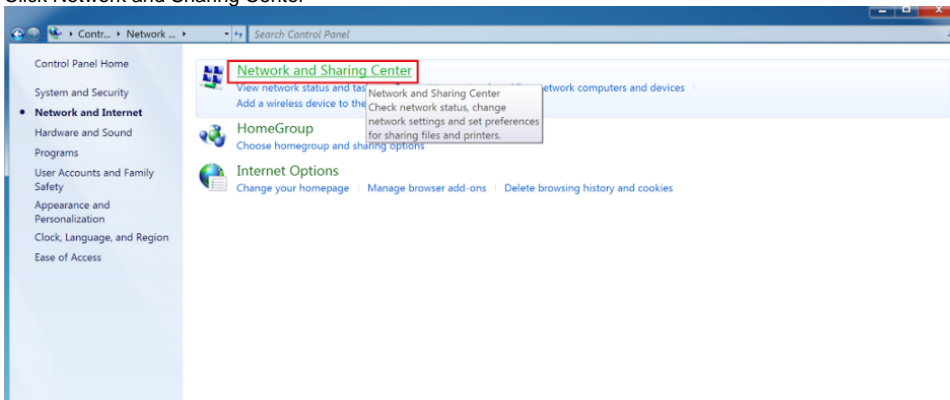 Click Network and Sharing Center
Contr... Network ...
Search Control Panel
Control Panel Home
System and Security
Network and Internet
Hardware and Sound
Programs
User Accounts and Family
Safety
Appearance and
Personalization
Clock, Language, and Region
Ease of Access
Network and Sharing Center
View network status and etwork computers and devices
Add a wireless device to the
Network and Sharing Center
Check network status, change
network settings and set preferences
for sharing files and printers.
HomeGroup
Choose homegroup and sharing options
Internet Options
Change your homepage Manage browser add-ons Delete browsing history and cookies